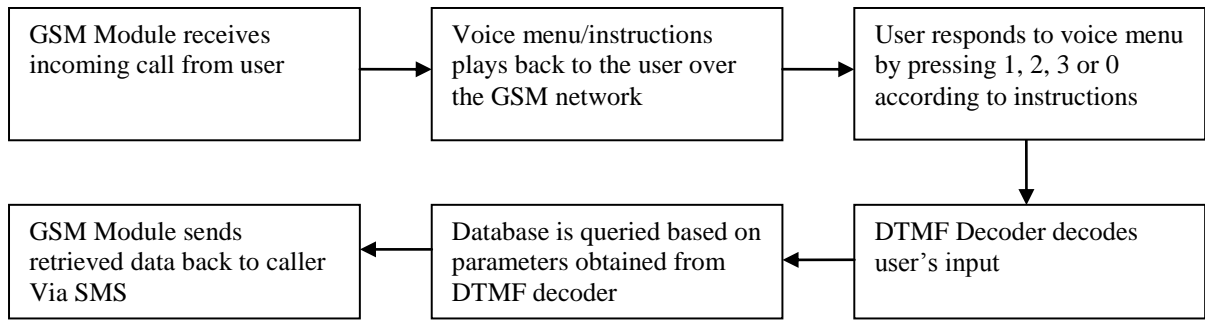 GSM Module receives
incoming call from user
Voice menu/instructions
plays back to the user over
the GSM network
User responds to voice menu
by pressing 1, 2, 3 or 0
according to instructions
DTMF Decoder decodes
user’s input
Database is queried based on
parameters obtained from
DTMF decoder
GSM Module sends
retrieved data back to caller
Via SMS